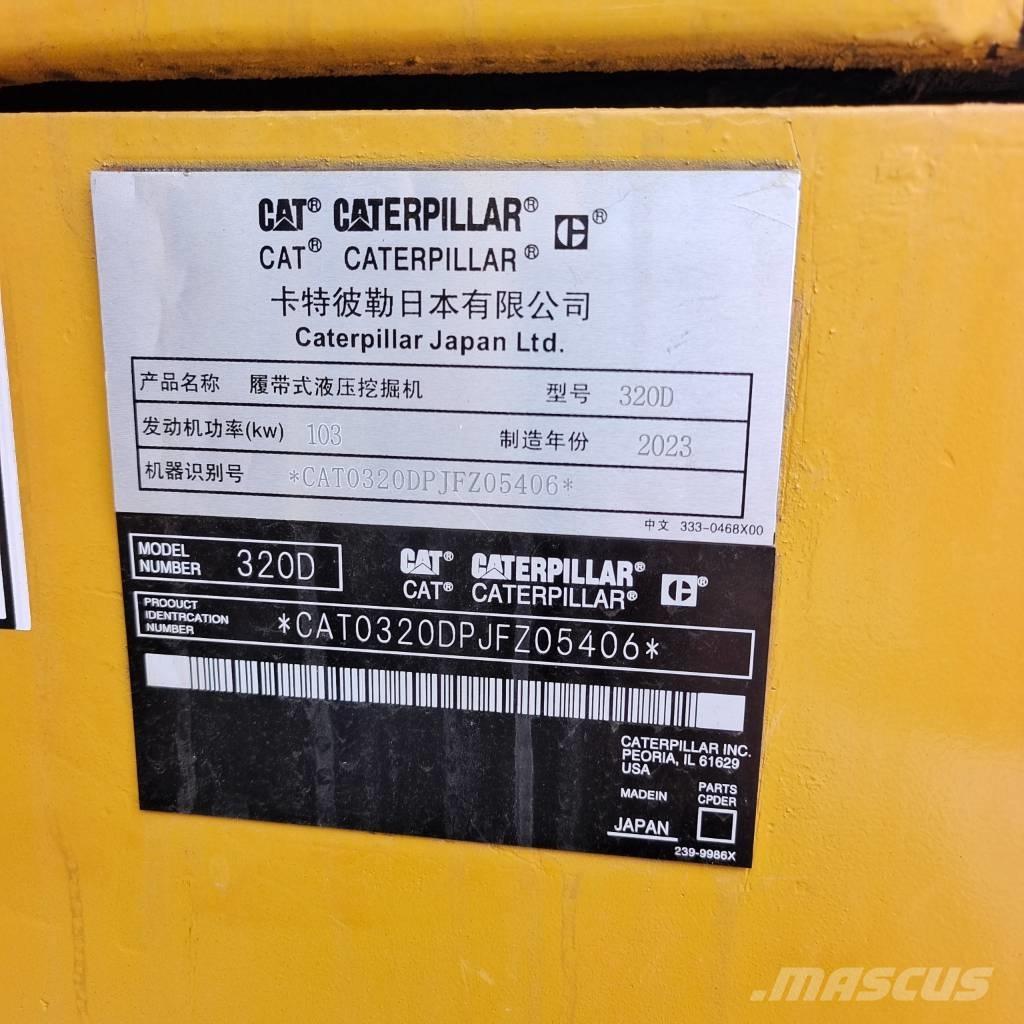 CAT® CATERPILLAR®
CAT® CATERPILLAR®
®
卡特彼勒日本有限公司
Caterpillar Japan Ltd.
产品名称 履带式液压挖掘机 型号 320D
发动机功率(kw) 103 制造年份 2023
机器识别号 *CAT0320DPJFZ05406*
中文 333-0468X00
MODEL NUMBER 320D
CAT® CATERPILLAR®
CAT® CATERPILLAR®
®
PROOUCT
IDENTRCATION
NUMBER
*CAT0320DPJFZ05406*
CATERPILLAR INC.
PEORIA, IL 61629
USA
MADEIN
JAPAN
PARTS
CPDER
239-9986X
.MASCUS